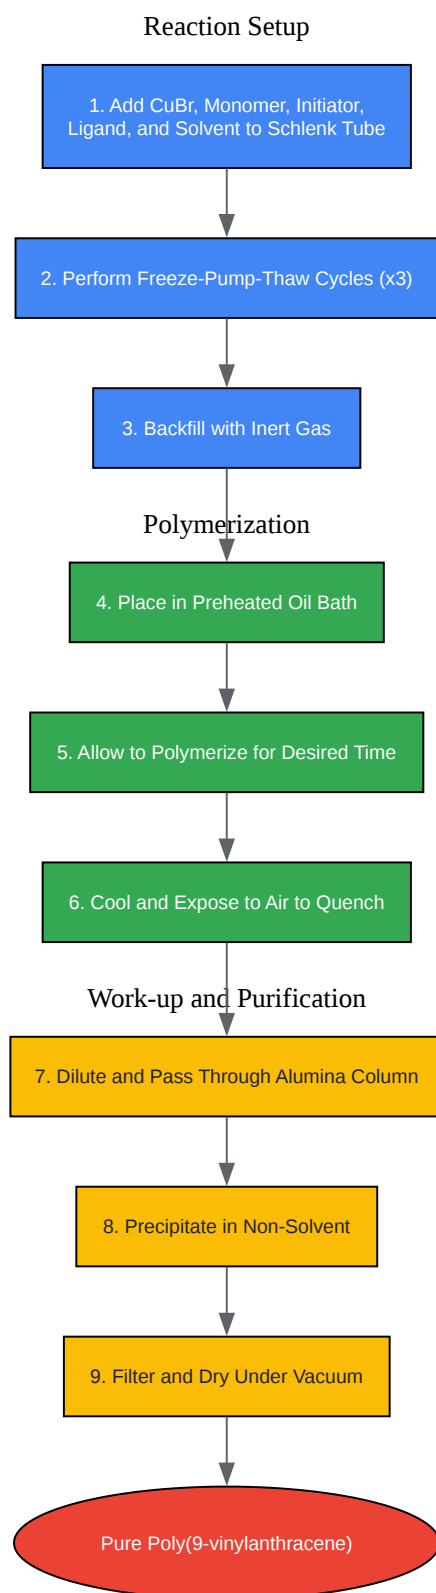 Reaction Setup
1. Add CuBr, Monomer, Initiator,
Ligand, and Solvent to Schlenk Tube
2. Perform Freeze-Pump-Thaw Cycles (x3)
3. Backfill with Inert Gas
Polymerization
4. Place in Preheated Oil Bath
5. Allow to Polymerize for Desired Time
6. Cool and Expose to Air to Quench
Work-up and Purification
7. Dilute and Pass Through Alumina Column
8. Precipitate in Non-Solvent
9. Filter and Dry Under Vacuum
Pure Poly(9-vinylanthracene)